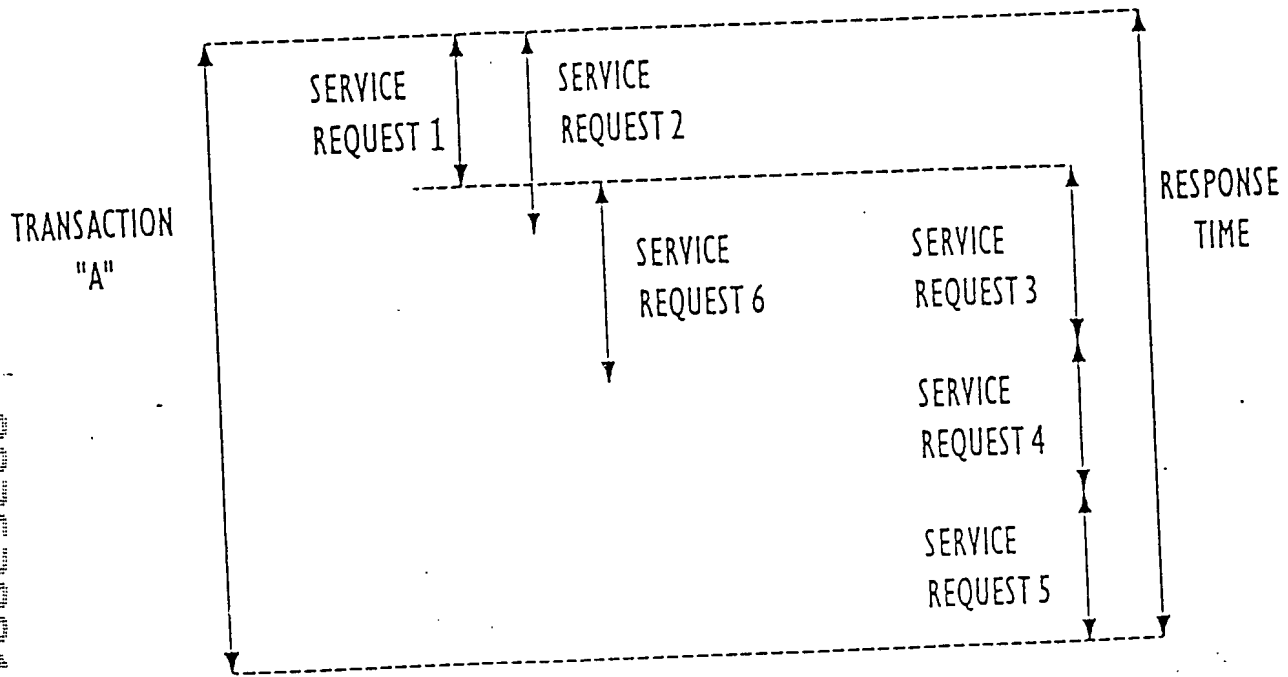 SERVICE
REQUEST 1
SERVICE
REQUEST 2
TRANSACTION
"A"
SERVICE
REQUEST 6
SERVICE
REQUEST 3
RESPONSE
TIME
SERVICE
REQUEST 4
SERVICE
REQUEST 5